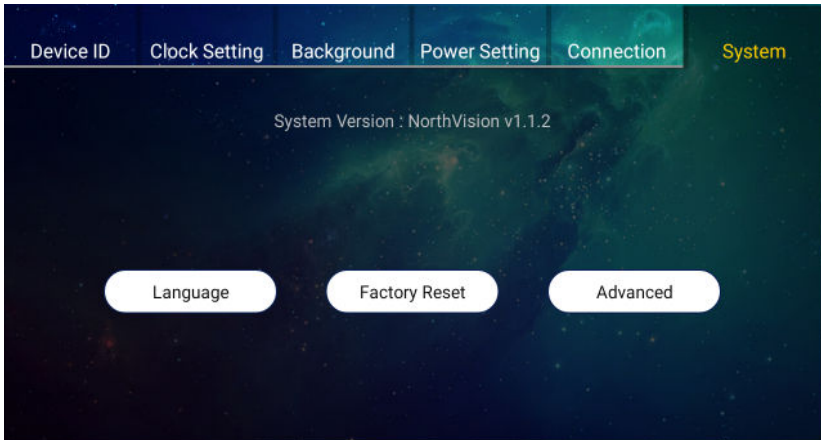 Device ID Clock Setting Background Power Setting Connection System
System Version : NorthVision v1.1.2
Language Factory Reset Advanced